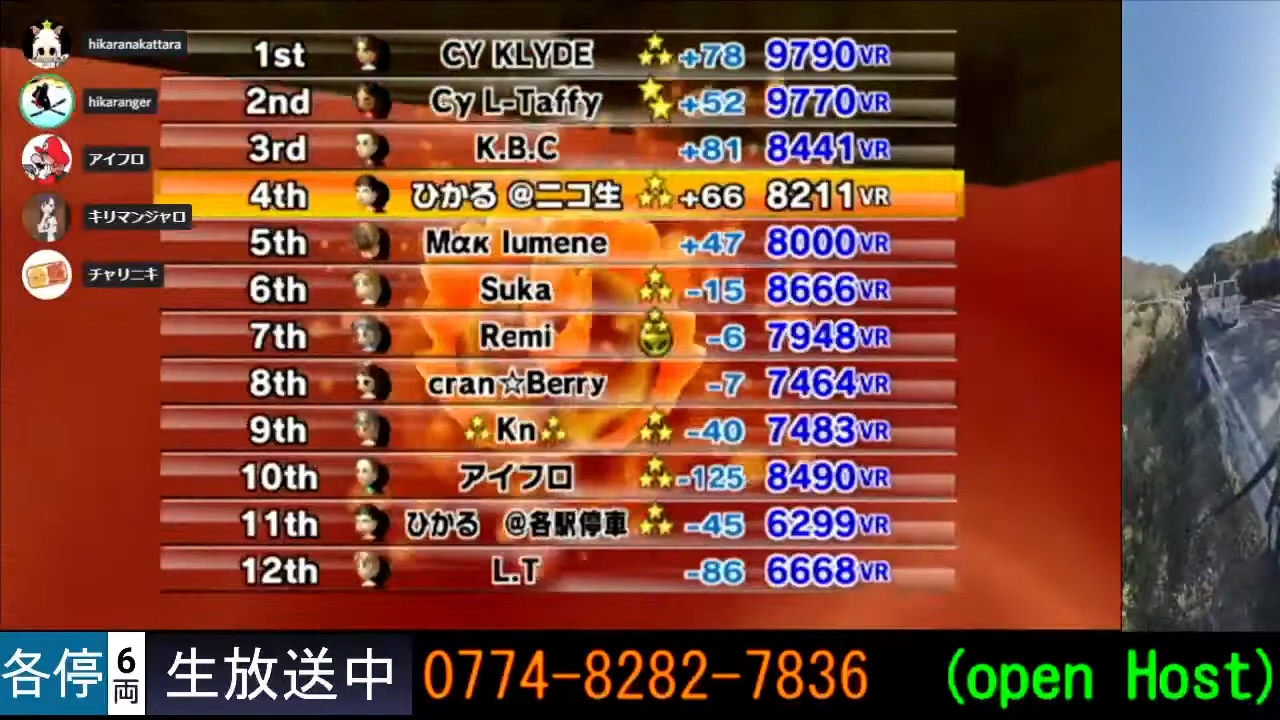 hikaranakattara
hikaranger
アイフロ
キリマンジャロ
チャリニキ
1st CY KLYDE +78 9790VR
2nd Cy L-Taffy +52 9770VR
3rd K.B.C +81 8441VR
4th ひかる @ニコ生 +66 8211VR
5th Mακ lumene +47 8000VR
6th Suka -15 8666VR
7th Remi -6 7948VR
8th cran☆Berry -7 7464VR
9th Kn -40 7483VR
10th アイフロ -125 8490VR
11th ひかる @各駅停車 -45 6299VR
12th L.T -86 6668VR
各停 6両 生放送中 0774-8282-7836 (open Host)